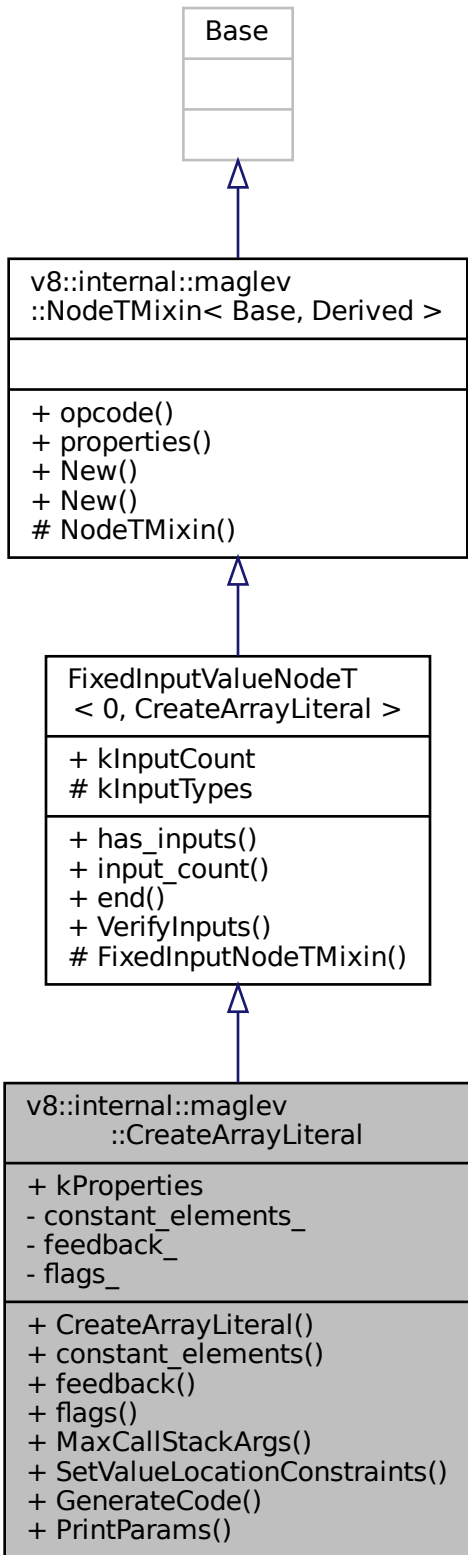 Base
v8::internal::maglev
::NodeTMixin< Base, Derived >
+ opcode()
+ properties()
+ New()
+ New()
# NodeTMixin()
FixedInputValueNodeT
< 0, CreateArrayLiteral >
+ kInputCount
# kInputTypes
+ has_inputs()
+ input_count()
+ end()
+ VerifyInputs()
# FixedInputNodeTMixin()
v8::internal::maglev
::CreateArrayLiteral
+ kProperties
- constant_elements_
- feedback_
- flags_
+ CreateArrayLiteral()
+ constant_elements()
+ feedback()
+ flags()
+ MaxCallStackArgs()
+ SetValueLocationConstraints()
+ GenerateCode()
+ PrintParams()